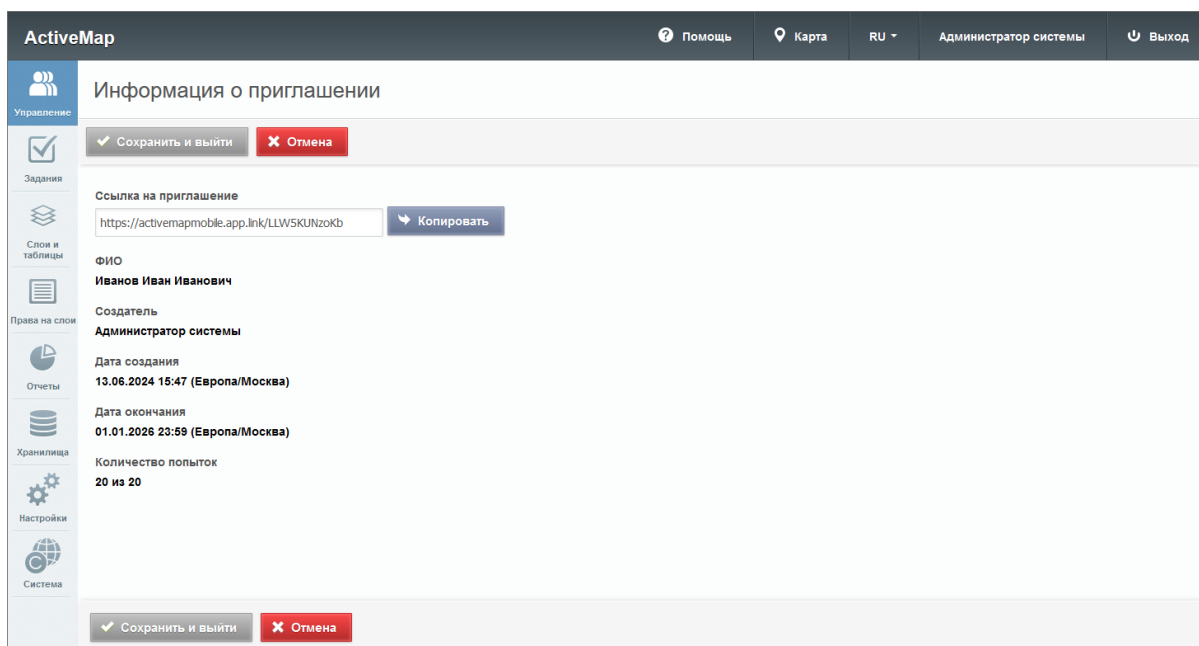 ActiveMap
Помощь
Карта
RU
Администратор системы
Выход
Управление
Задания
Слои и
таблицы
Права на слои
Отчеты
Хранилища
Настройки
Система
Информация о приглашении
Сохранить и выйти
Отмена
Ссылка на приглашение
https://activemapmobile.app.link/LLW5KUNzoKb
Копировать
ФИО
Иванов Иван Иванович
Создатель
Администратор системы
Дата создания
13.06.2024 15:47 (Европа/Москва)
Дата окончания
01.01.2026 23:59 (Европа/Москва)
Количество попыток
20 из 20
Сохранить и выйти
Отмена